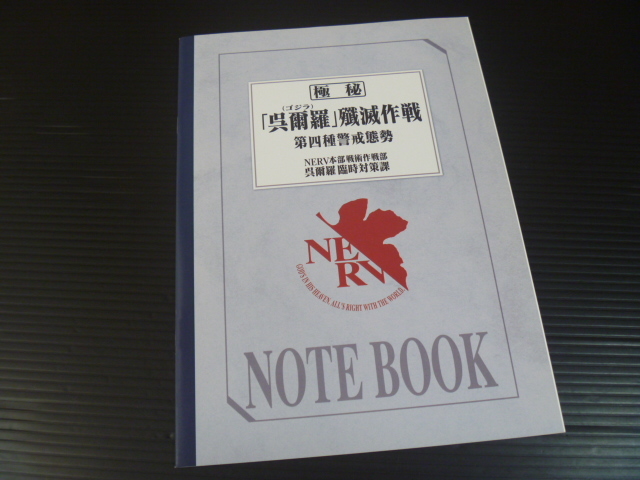 極秘
(ゴジラ)
「呉爾羅」殲滅作戦
第四種警戒態勢
NERV本部戦術作戦部
呉爾羅 臨時対策課
NERV
GOD'S IN HIS HEAVEN. ALL'S RIGHT WITH THE WORLD.
NOTE BOOK